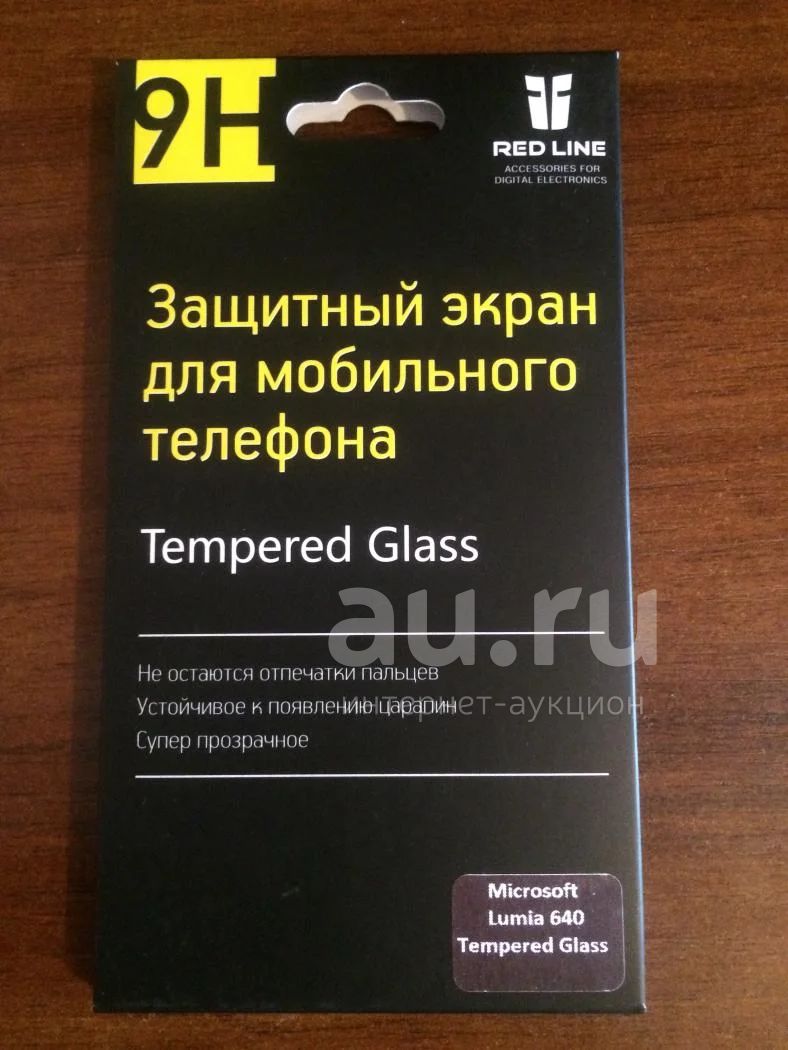 9H
RED LINE
ACCESSORIES FOR
DIGITAL ELECTRONICS
Защитный экран
для мобильного
телефона
Tempered Glass
au.ru
интернет-аукцион
Не остаются отпечатки пальцев
Устойчивое к появлению царапин
Супер прозрачное
Microsoft
Lumia 640
Tempered Glass